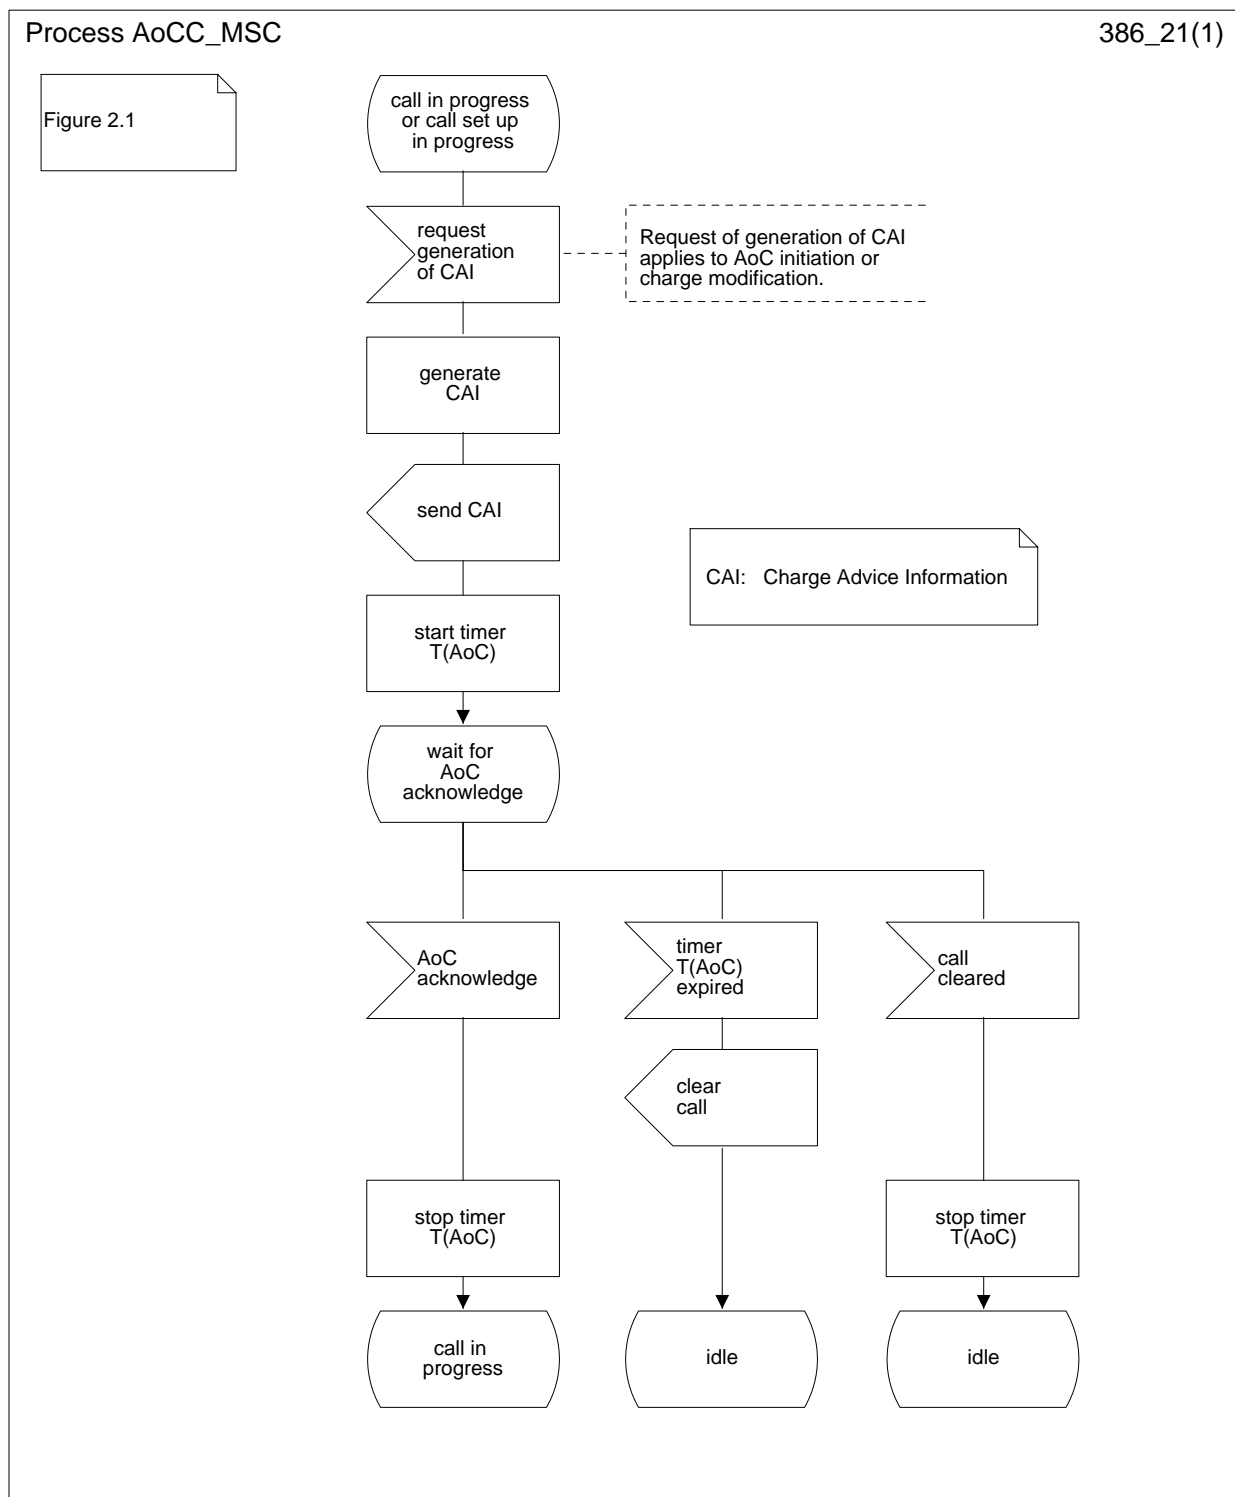 Process AoCC_MSC
386_21(1)
Figure 2.1
call in progress
or call set up
in progress
request
generation
of CAI
Request of generation of CAI
applies to AoC initiation or
charge modification.
generate
CAI
send CAI
CAI: Charge Advice Information
start timer
T(AoC)
wait for
AoC
acknowledge
AoC
acknowledge
timer
T(AoC)
expired
call
cleared
clear
call
stop timer
T(AoC)
stop timer
T(AoC)
call in
progress
idle
idle